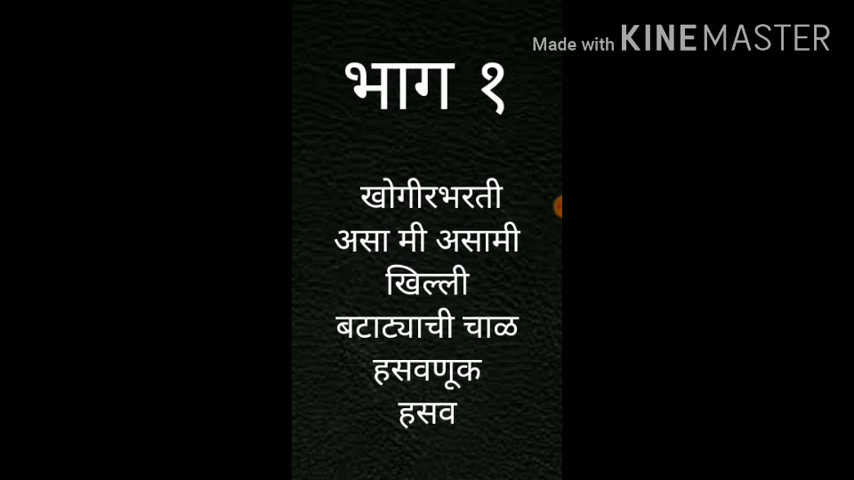 Made with KINEMASTER
भाग १
खोगीरभरती
असा मी असामी
खिल्ली
बटाट्याची चाळ
हसवणूक
हसव